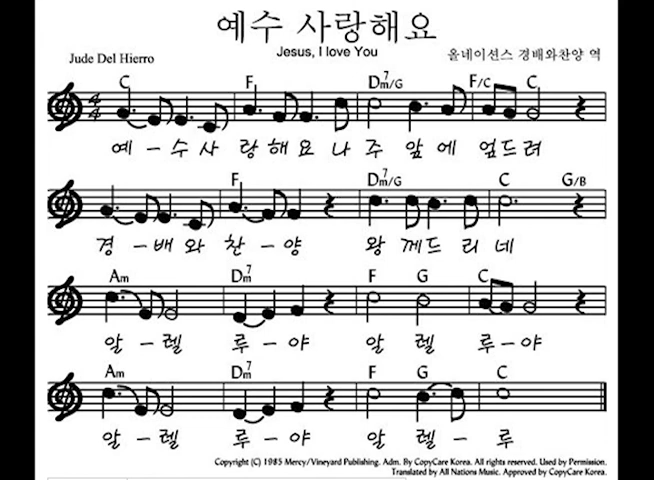 예수 사랑해요
Jesus, I love You
Jude Del Hierro
올네이션스 경배와찬양 역
C F Dm7/G F/C C
4/4
예 - 수 사 랑 해 요 나 주 앞 에 엎드려
F Dm7/G C G/B
경 - 배 와 찬 - 양 왕 께드 리 네
Am Dm7 F G C
알 - 렐 루 - 야 알 렐 루 - 야
Am Dm7 F G C
알 - 렐 루 - 야 알 렐 - 루
Copyright (C) 1985 Mercy/Vineyard Publishing. Adm. By CopyCare Korea. All rights reserved. Used by Permission.
Translated by All Nations Music. Approved by CopyCare Korea.